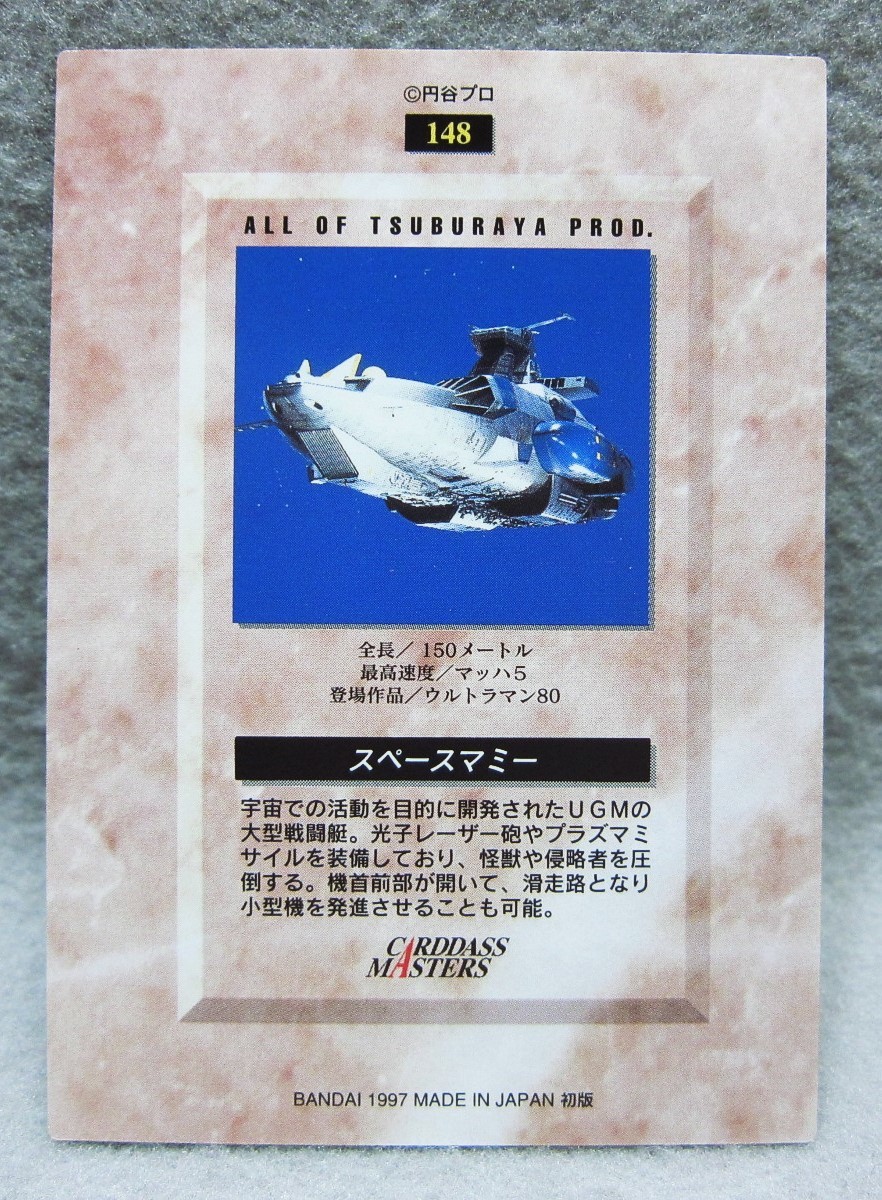 ©円谷プロ
148
ALL OF TSUBURAYA PROD.
全長／150メートル
最高速度／マッハ5
登場作品／ウルトラマン80
スペースマミー
宇宙での活動を目的に開発されたUGMの
大型戦闘艇。光子レーザー砲やプラズマミ
サイルを装備しており、怪獣や侵略者を圧
倒する。機首前部が開いて、滑走路となり
小型機を発進させることも可能。
CARDDASS
MASTERS
BANDAI 1997 MADE IN JAPAN 初版